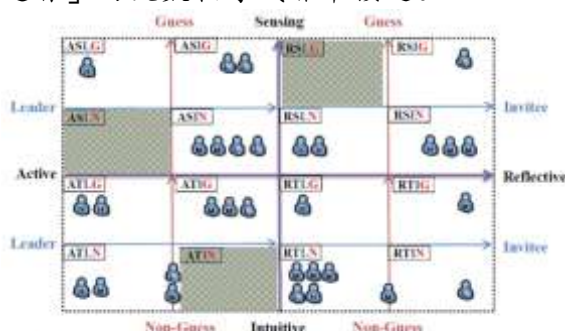 Guess Sensing Guess
ASLG ASIG RSLG RSIG
Leader Invitee
ASLN ASIN RSLN RSIN
Active Reflective
ATLG ATIG RTLG RTIG
Leader Invitee
ATLN ATIN RTLN RTIN
Non-Guess Intuitive Non-Guess